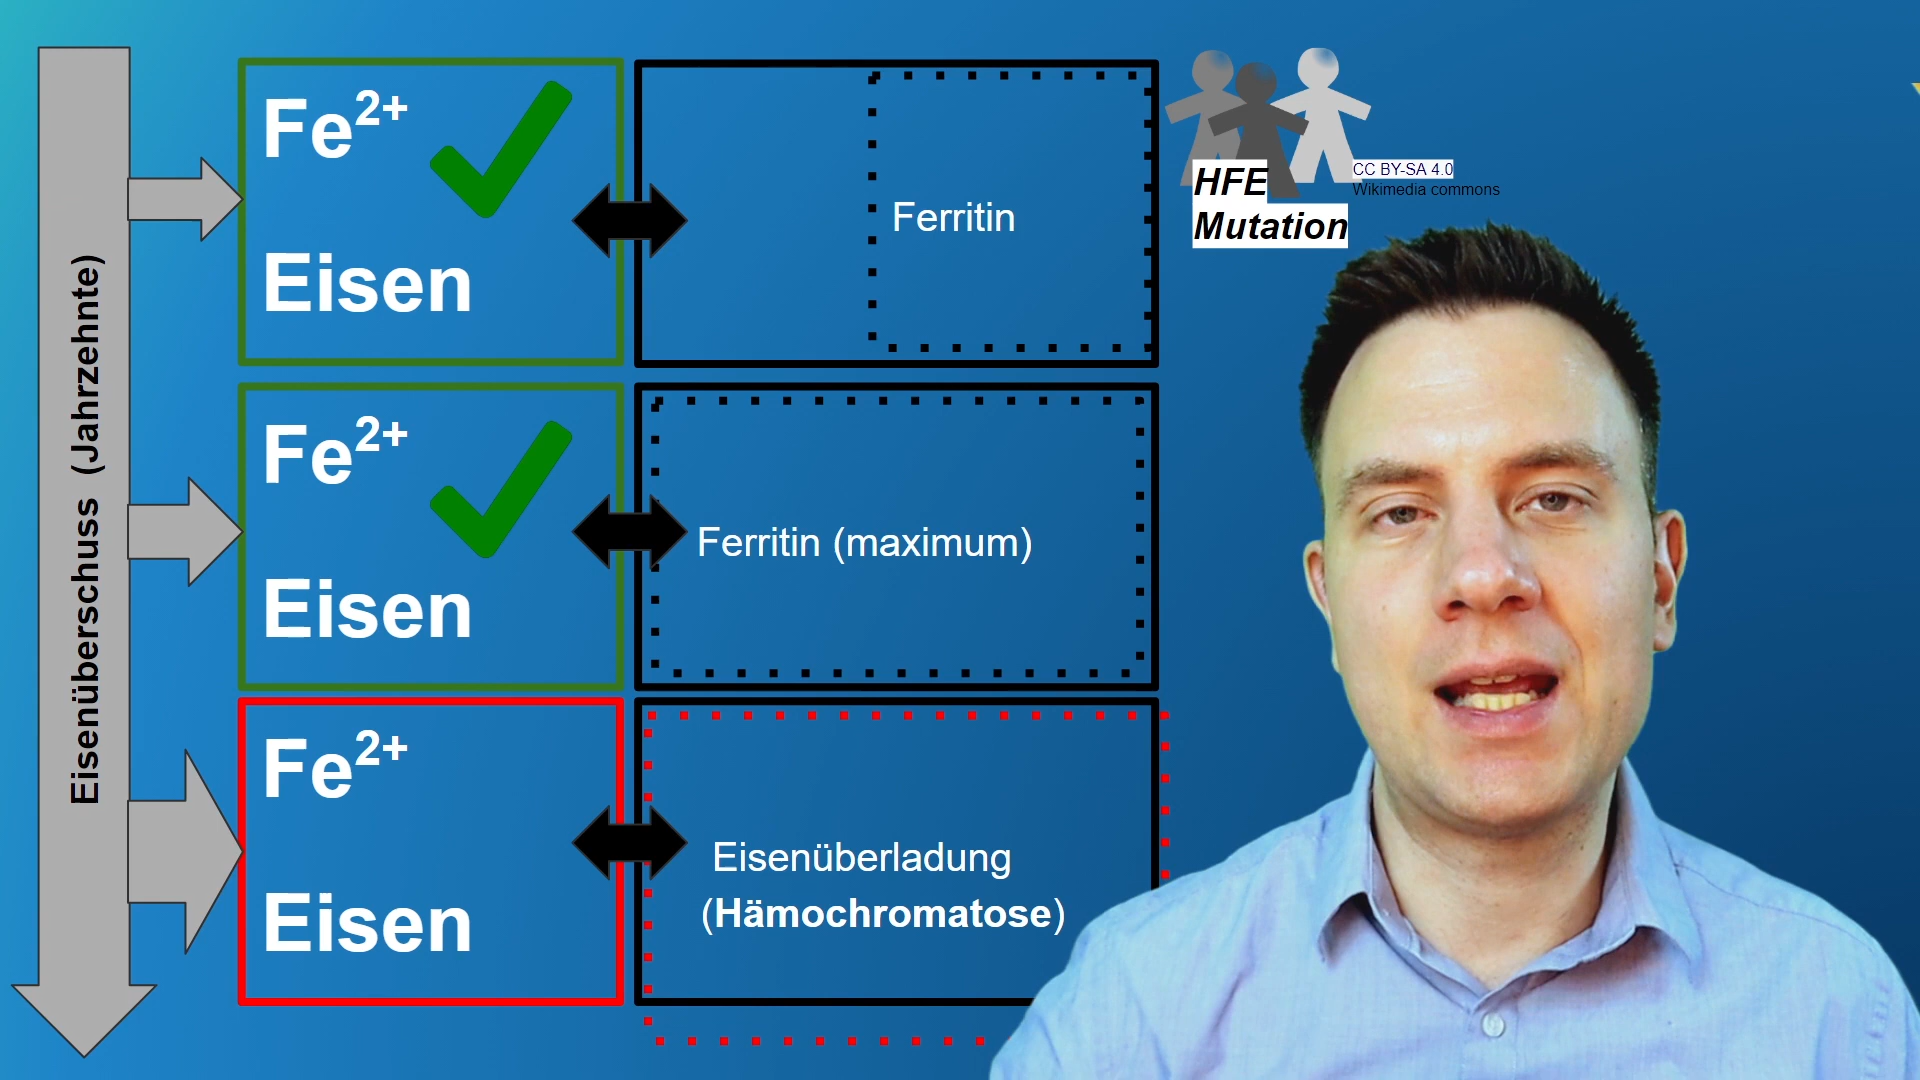 Eisenüberschuss (Jahrzehnte)
Fe2+
Eisen
Ferritin
HFE
Mutation
CC BY-SA 4.0
Wikimedia commons
Fe2+
Eisen
Ferritin (maximum)
Fe2+
Eisen
Eisenüberladung
(Hämochromatose)